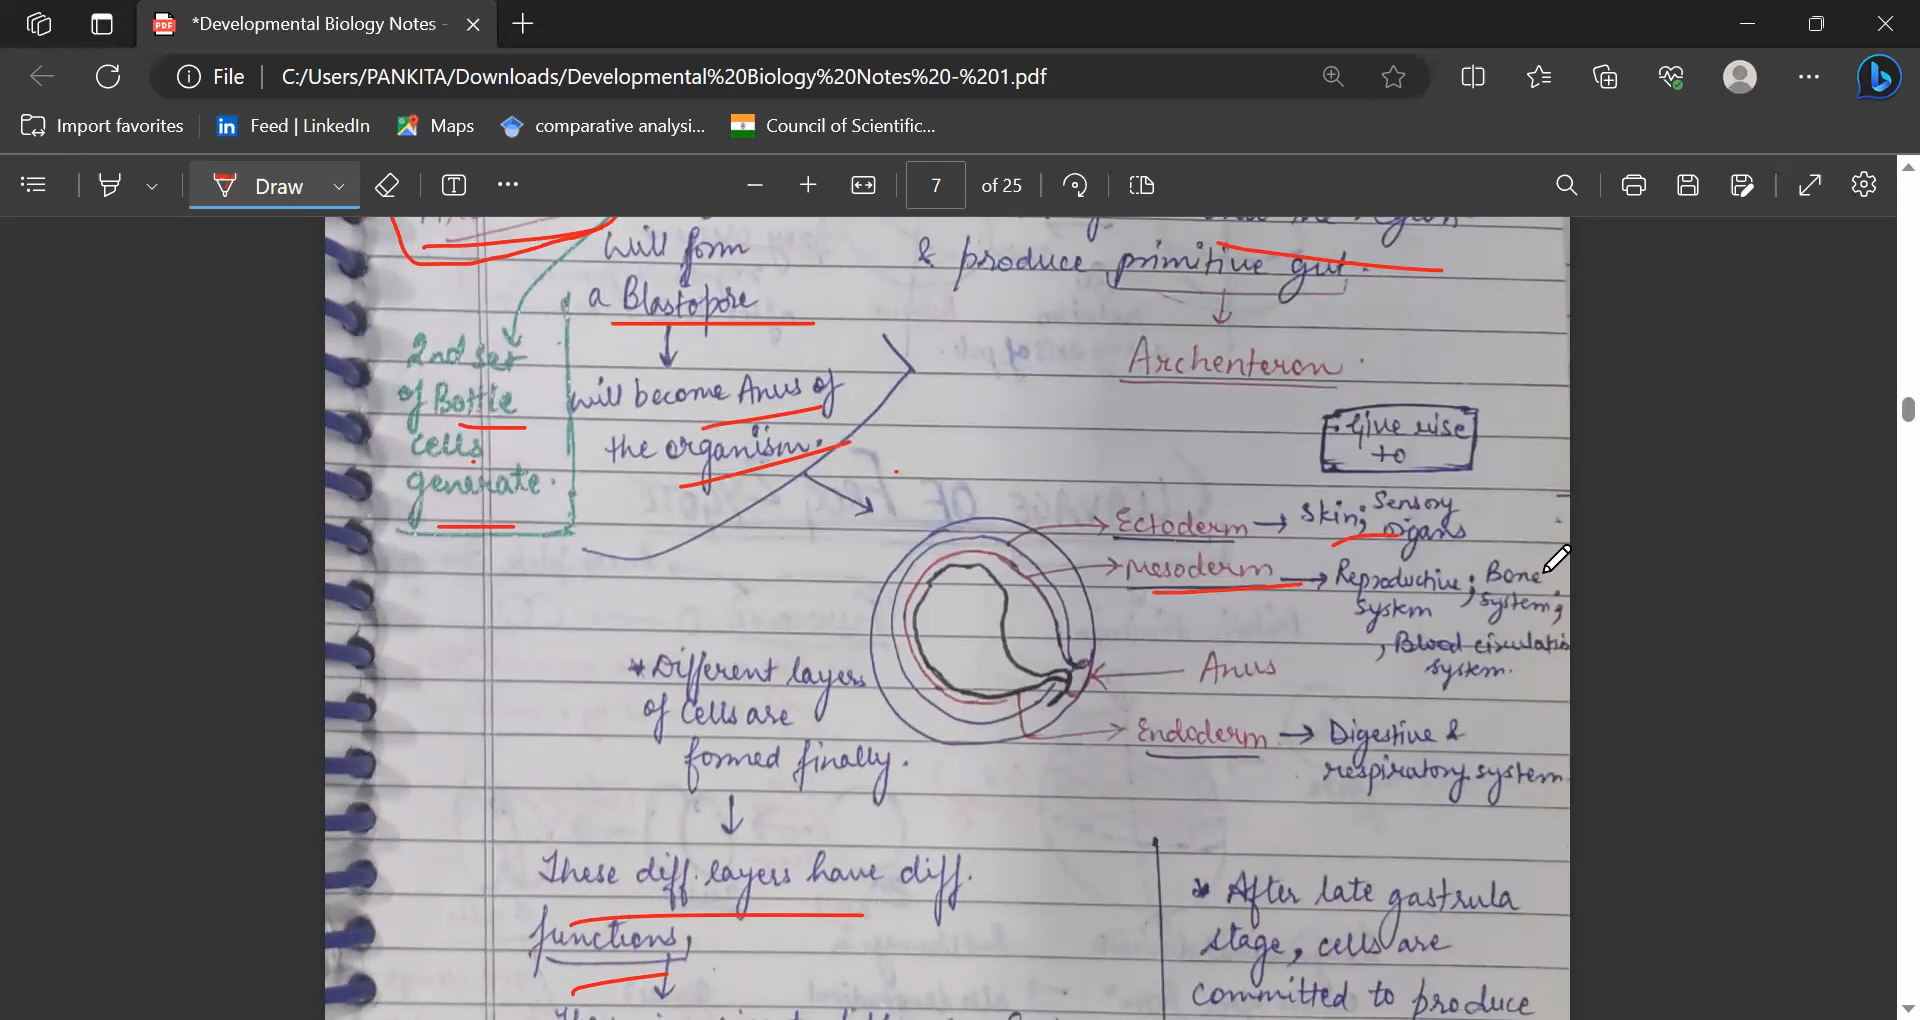 *Developmental Biology Notes -
File
C:/Users/PANKITA/Downloads/Developmental%20Biology%20Notes%20-%201.pdf
Import favorites
Feed | LinkedIn
Maps
comparative analysi...
Council of Scientific...
Draw
7 of 25
will form
a Blastopore
will become Anus of
the organism.
2nd set
of Bottle
cells
generate.
& produce primitive gut.
Archenteron.
Give rise
to
Ectoderm → Skin; Sensory
organs
Mesoderm → Reproductive ; Bone
System system;
, Blood circulatio
system.
Anus
Endoderm → Digestive &
respiratory system.
* Different layers
of cells are
formed finally.
These diff. layers have diff.
functions,
* After late gastrula
stage, cells are
committed to produce